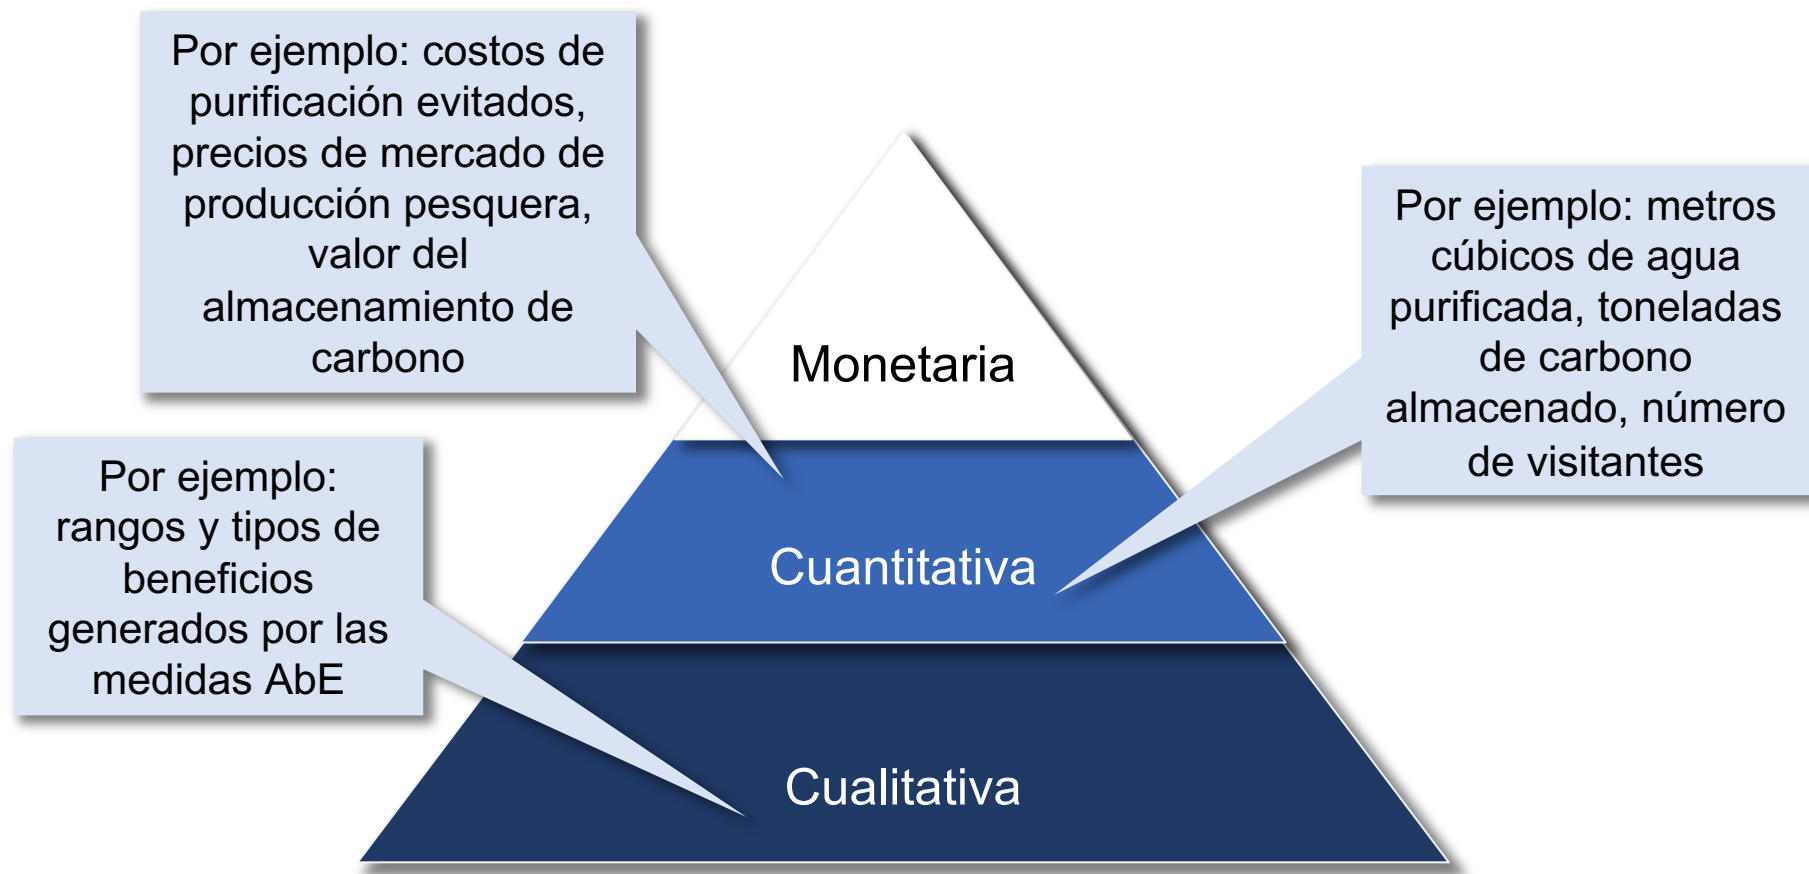 Por ejemplo: costos de
purificación evitados,
precios de mercado de
producción pesquera,
valor del
almacenamiento de
carbono
Por ejemplo: metros
cúbicos de agua
purificada, toneladas
de carbono
almacenado, número
de visitantes
Monetaria
Por ejemplo:
rangos y tipos de
beneficios
generados por las
medidas AbE
Cuantitativa
Cualitativa